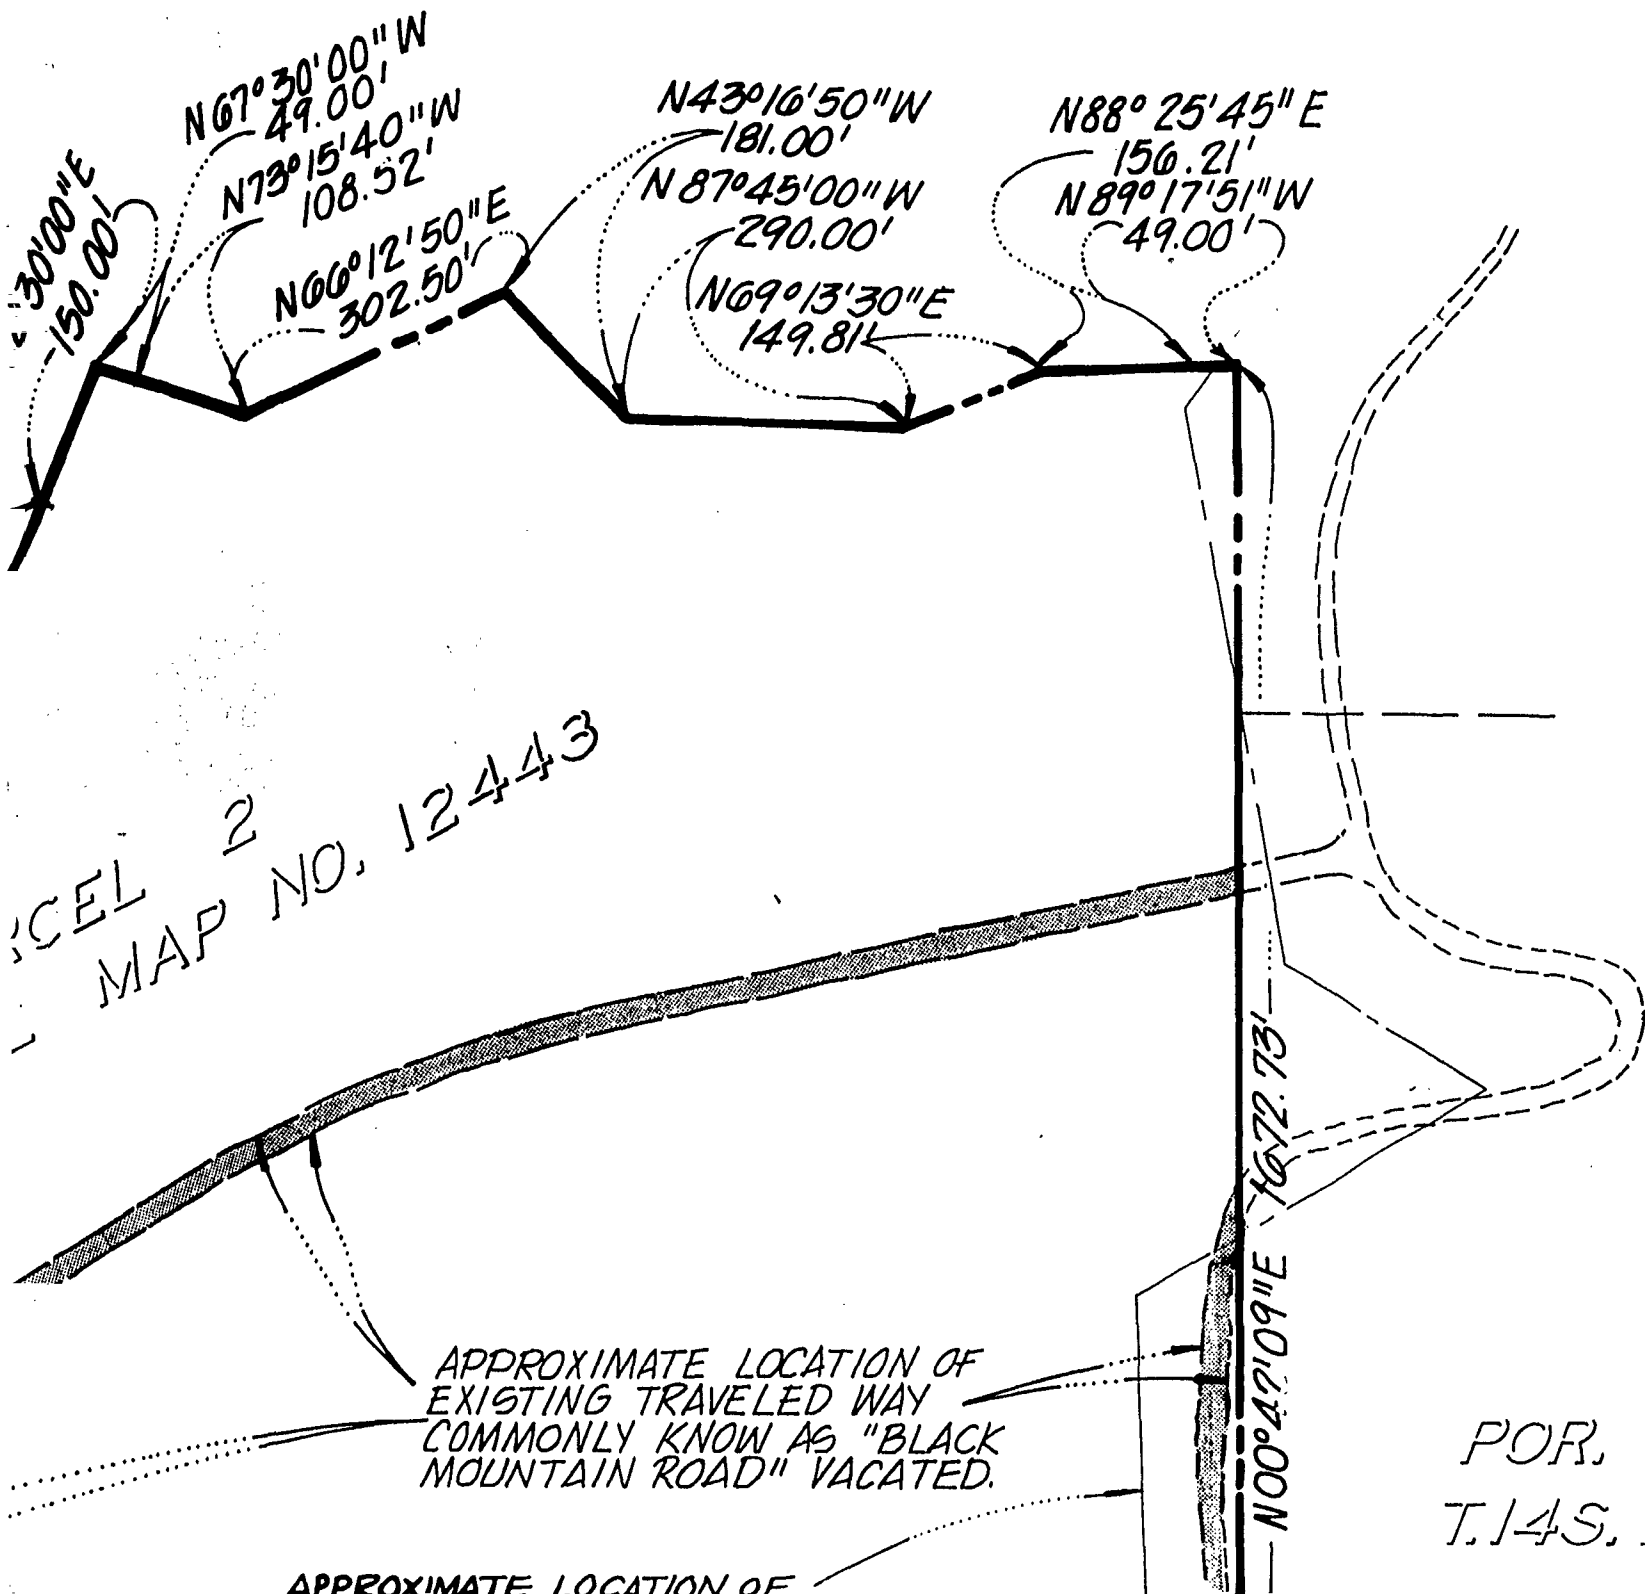 N67°30'00"W
49.00'
N73°15'40"W
108.52'
30'00"E
150.00'
N66°12'50"E
302.50'
N43°16'50"W
181.00'
N87°45'00"W
290.00'
N69°13'30"E
149.81'
N88°25'45"E
156.21'
N89°17'51"W
49.00'
CEL 2
MAP NO. 12443
N00°47'09"E 1672.73'
APPROXIMATE LOCATION OF
EXISTING TRAVELED WAY
COMMONLY KNOW AS "BLACK
MOUNTAIN ROAD" VACATED.
APPROXIMATE LOCATION OF
POR.
T.14S.